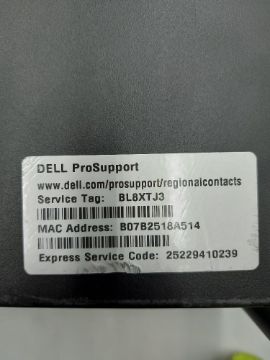 DELL ProSupport
www.dell.com/prosupport/regionalcontacts
Service Tag: BL8XTJ3
MAC Address: B07B2518A514
Express Service Code: 25229410239